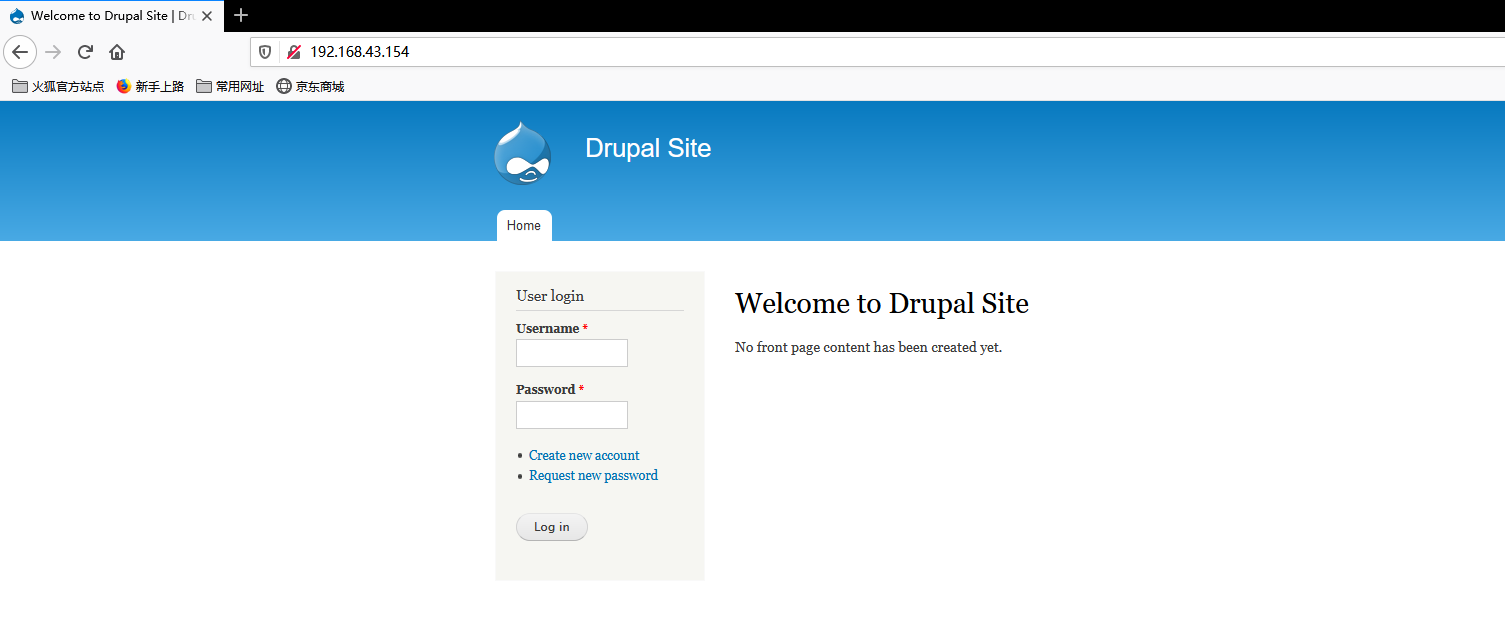 Welcome to Drupal Site | Dru
192.168.43.154
火狐官方站点 新手上路 常用网址 京东商城
Drupal Site
Home
User login
Username *
Password *
Create new account
Request new password
Log in
Welcome to Drupal Site
No front page content has been created yet.